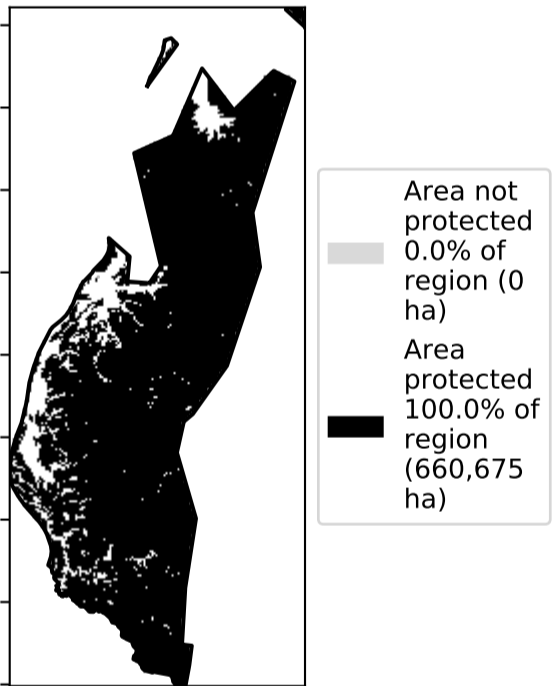 Area not
protected
0.0% of
region (0
ha)
Area
protected
100.0% of
region
(660,675
ha)